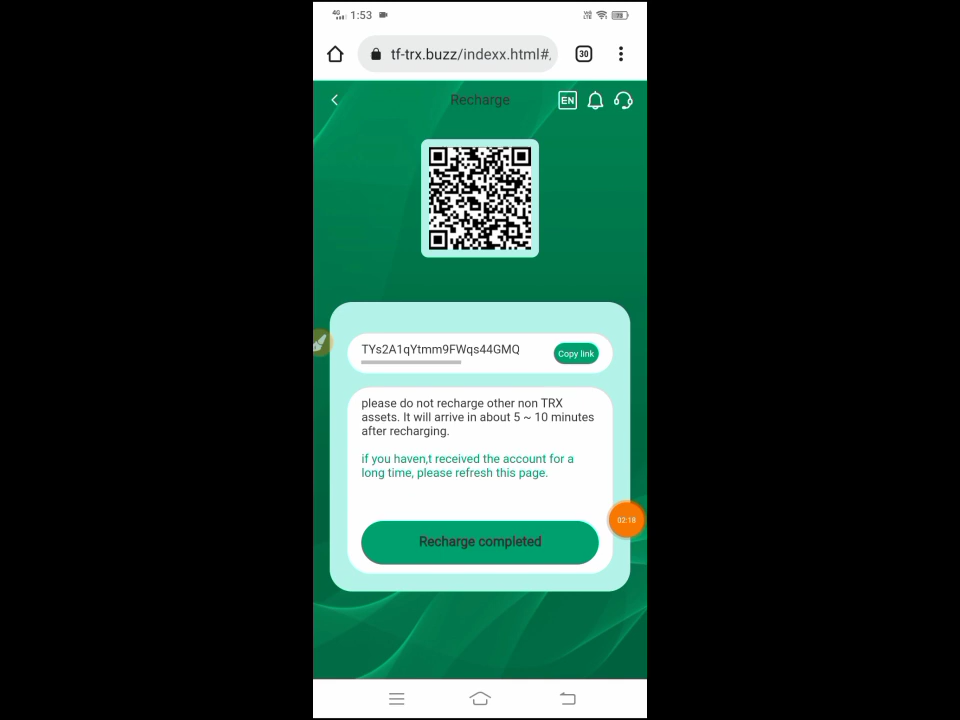 4G 1:53
tf-trx.buzz/indexx.html#,
30
Recharge
EN
TYs2A1qYtmm9FWqs44GMQ
Copy link
please do not recharge other non TRX
assets. It will arrive in about 5 ~ 10 minutes
after recharging.
if you haven,t received the account for a
long time, please refresh this page.
02:18
Recharge completed